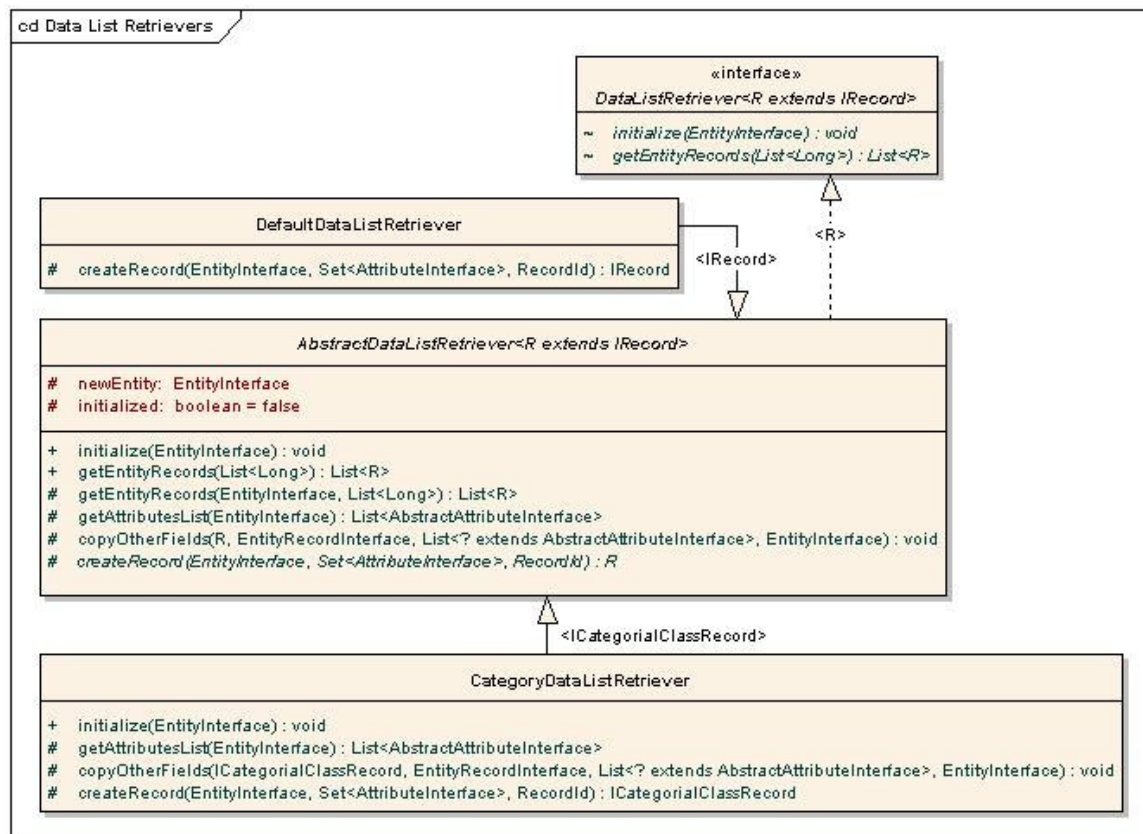 cd Data List Retrievers
«interface»
DataListRetriever<R extends IRecord>
~ initialize(EntityInterface) : void
~ getEntityRecords(List<Long>) : List<R>
DefaultDataListRetriever
# createRecord(EntityInterface, Set<AttributeInterface>, RecordId) : IRecord
<IRecord>
<R>
AbstractDataListRetriever<R extends IRecord>
# newEntity: EntityInterface
# initialized: boolean = false
+ initialize(EntityInterface) : void
+ getEntityRecords(List<Long>) : List<R>
# getEntityRecords(EntityInterface, List<Long>) : List<R>
# getAttributesList(EntityInterface) : List<AbstractAttributeInterface>
# copyOtherFields(R, EntityRecordInterface, List<? extends AbstractAttributeInterface>, EntityInterface) : void
# createRecord(EntityInterface, Set<AttributeInterface>, RecordId) : R
<ICategorialClassRecord>
CategoryDataListRetriever
+ initialize(EntityInterface) : void
# getAttributesList(EntityInterface) : List<AbstractAttributeInterface>
# copyOtherFields(ICategorialClassRecord, EntityRecordInterface, List<? extends AbstractAttributeInterface>, EntityInterface) : void
# createRecord(EntityInterface, Set<AttributeInterface>, RecordId) : ICategorialClassRecord